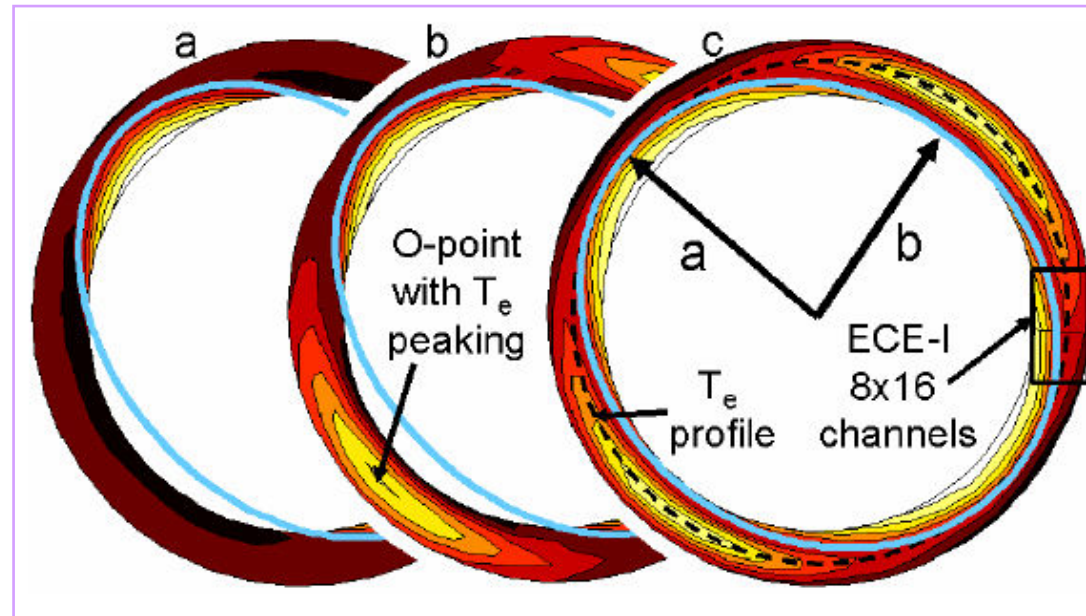 a
b
c
O-point
with Te
peaking
a
b
Te
profile
ECE-I
8x16
channels